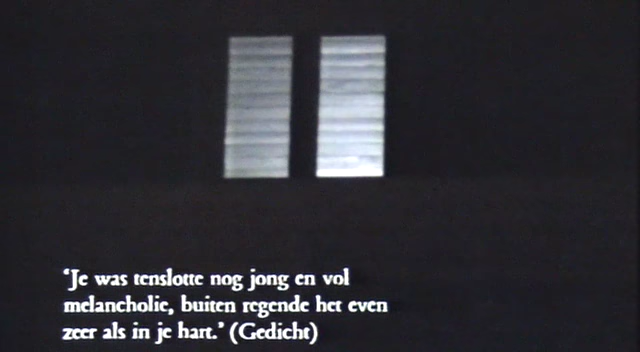 ‘Je was tenslotte nog jong en vol
melancholie, buiten regende het even
zeer als in je hart.’ (Gedicht)